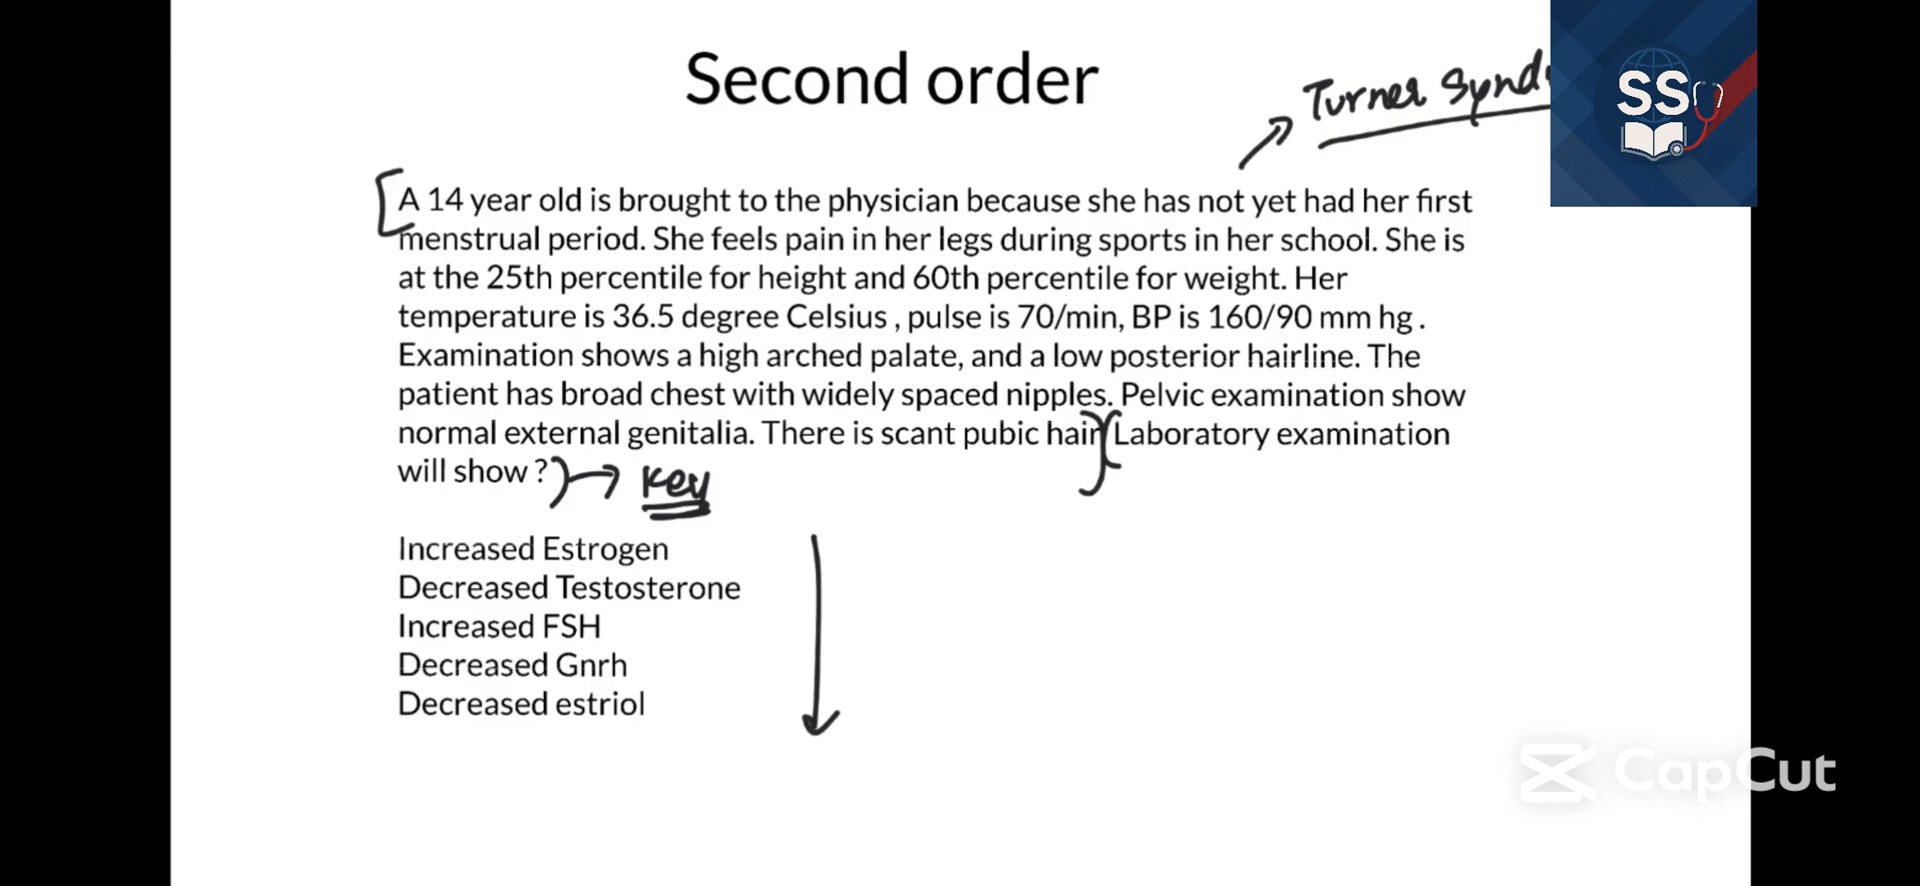 Second order
Turner Synd
SS
A 14 year old is brought to the physician because she has not yet had her first
menstrual period. She feels pain in her legs during sports in her school. She is
at the 25th percentile for height and 60th percentile for weight. Her
temperature is 36.5 degree Celsius , pulse is 70/min, BP is 160/90 mm hg .
Examination shows a high arched palate, and a low posterior hairline. The
patient has broad chest with widely spaced nipples. Pelvic examination show
normal external genitalia. There is scant pubic hair Laboratory examination
will show ?
Key
Increased Estrogen
Decreased Testosterone
Increased FSH
Decreased Gnrh
Decreased estriol
CapCut